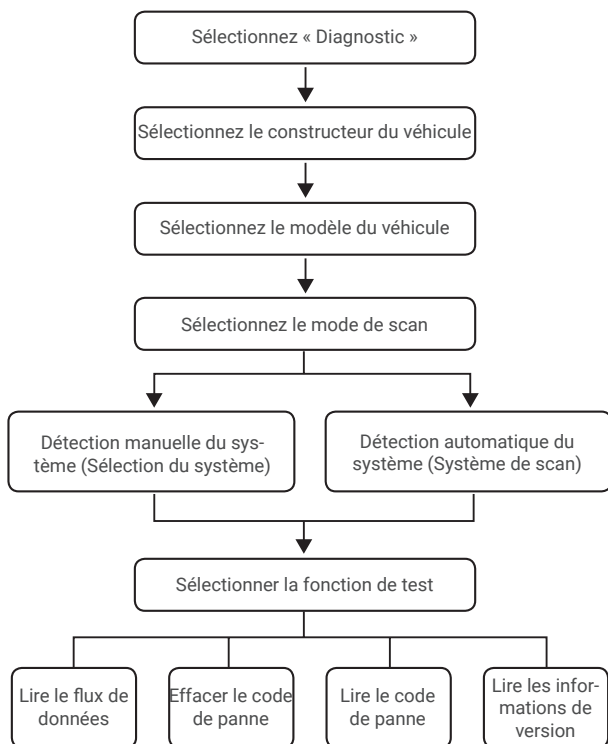 Sélectionnez « Diagnostic »
Sélectionnez le constructeur du véhicule
Sélectionnez le modèle du véhicule
Sélectionnez le mode de scan
Détection manuelle du sys-
tème (Sélection du système)
Détection automatique du
système (Système de scan)
Sélectionner la fonction de test
Lire le flux de
données
Effacer le code
de panne
Lire le code
de panne
Lire les infor-
mations de
version